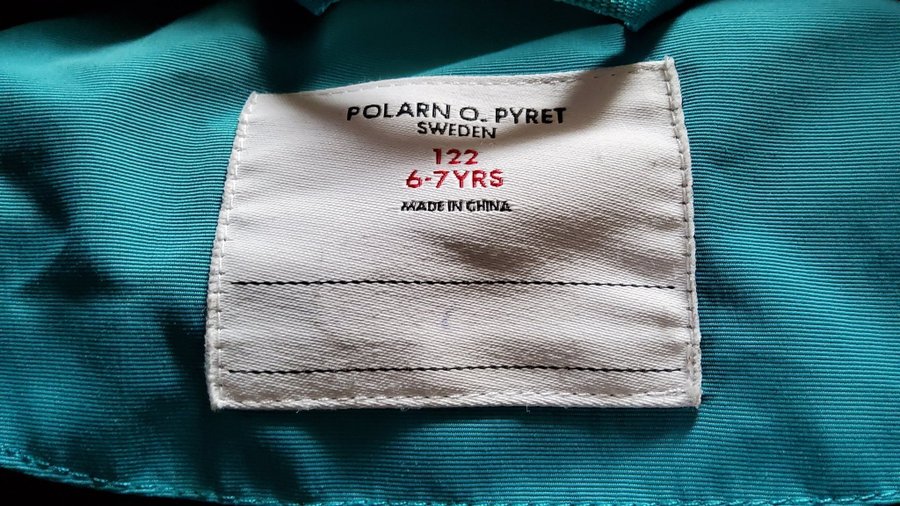 POLARN O. PYRET
SWEDEN
122
6-7 YRS
MADE IN CHINA